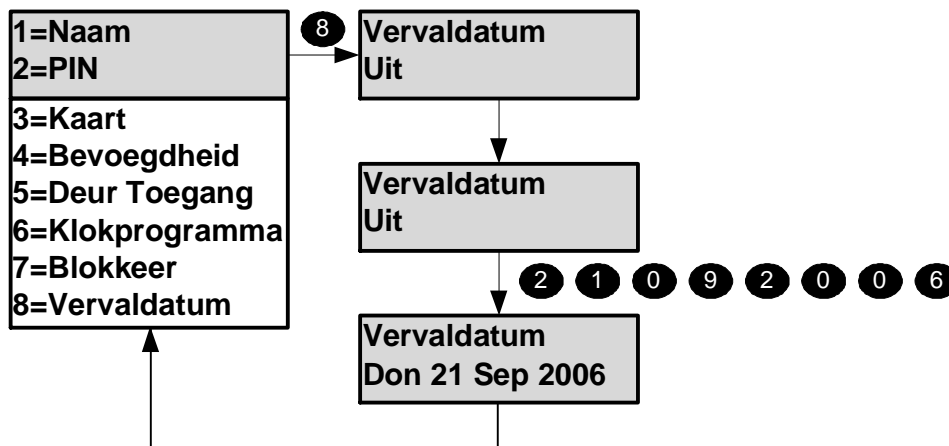 1=Naam
2=PIN
3=Kaart
4=Bevoegdheid
5=Deur Toegang
6=Klokprogramma
7=Blokkeer
8=Vervaldatum
8
Vervaldatum
Uit
Vervaldatum
Uit
2 1 0 9 2 0 0 6
Vervaldatum
Don 21 Sep 2006